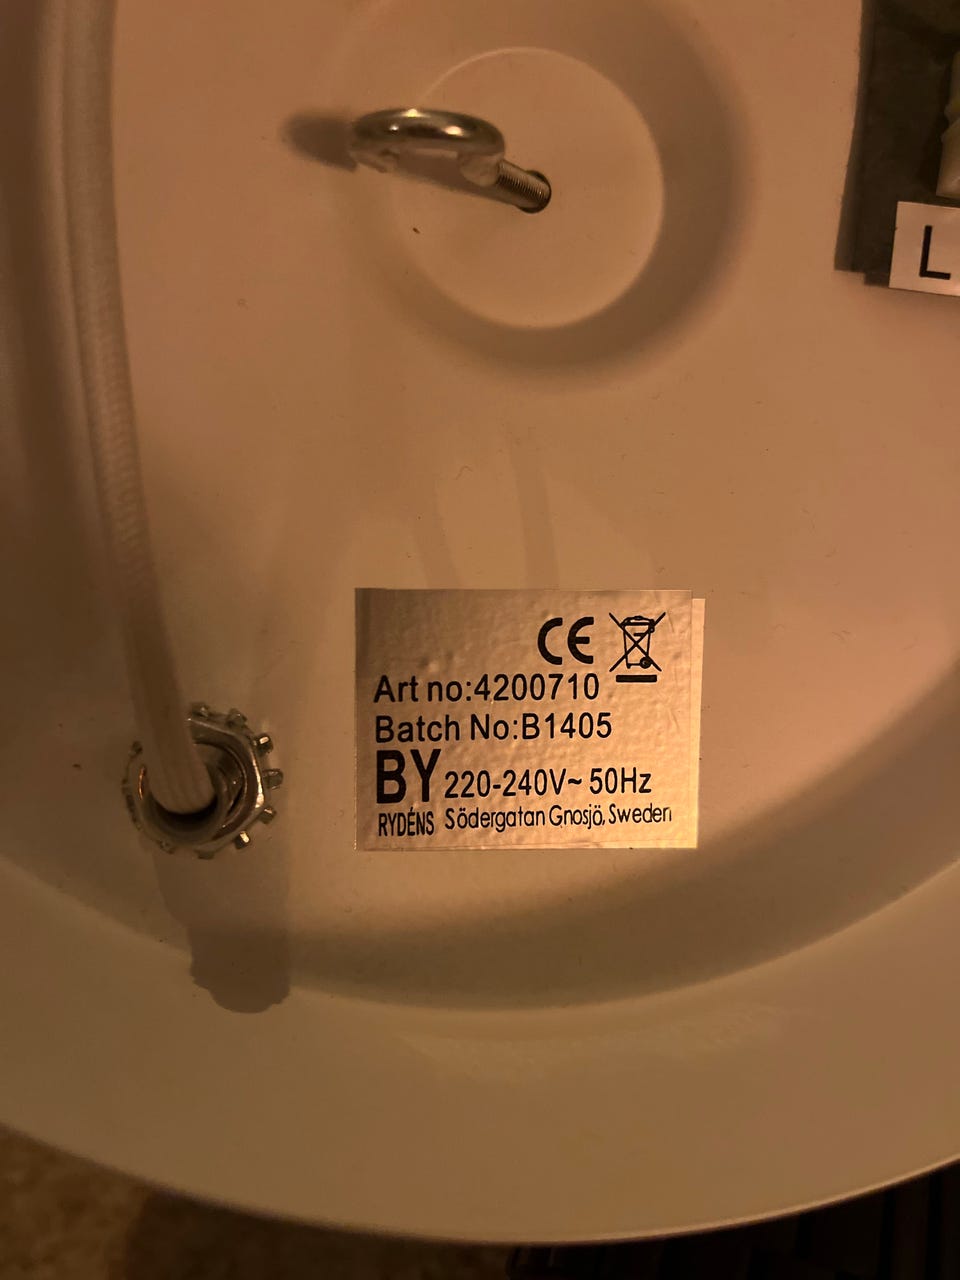 L
CE
Art no:4200710
Batch No:B1405
BY 220-240V~ 50Hz
RYDÉNS Södergatan Gnosjö, Sweden